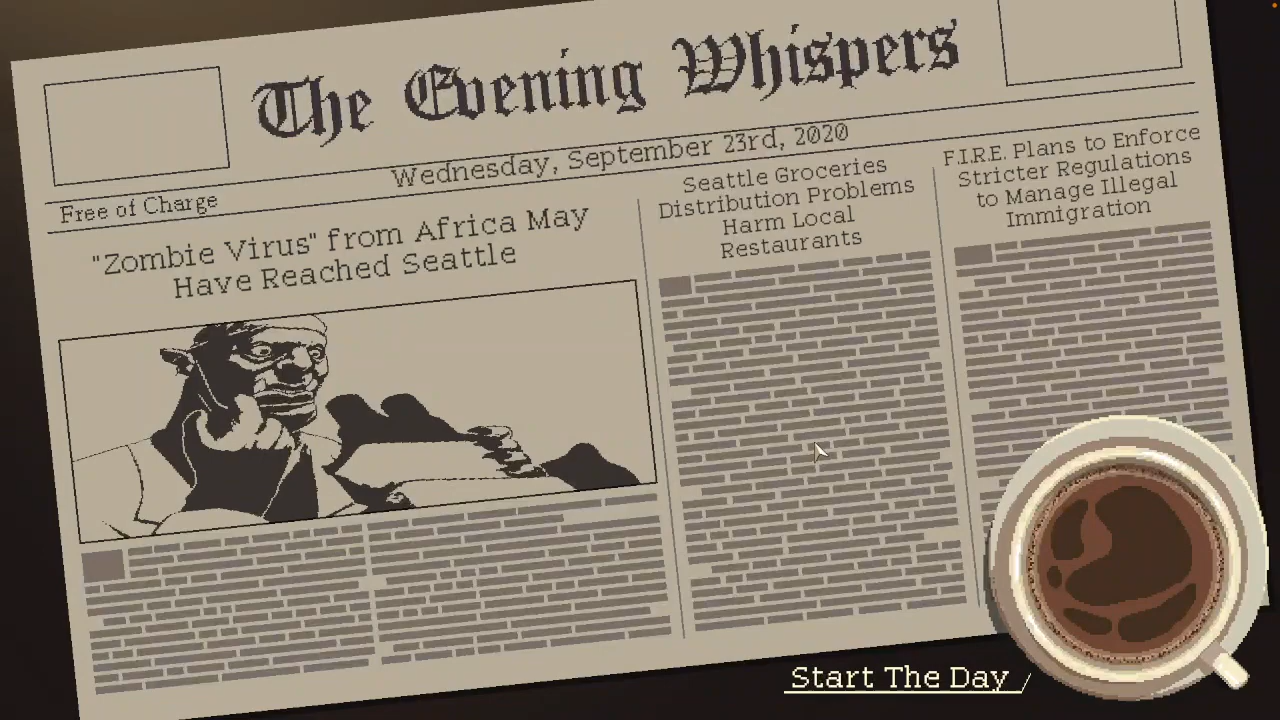 The Evening Whispers
Wednesday, September 23rd, 2020
Free of Charge
"Zombie Virus" from Africa May
Have Reached Seattle
Seattle Groceries
Distribution Problems
Harm Local
Restaurants
F.I.R.E. Plans to Enforce
Stricter Regulations
to Manage Illegal
Immigration
Start The Day